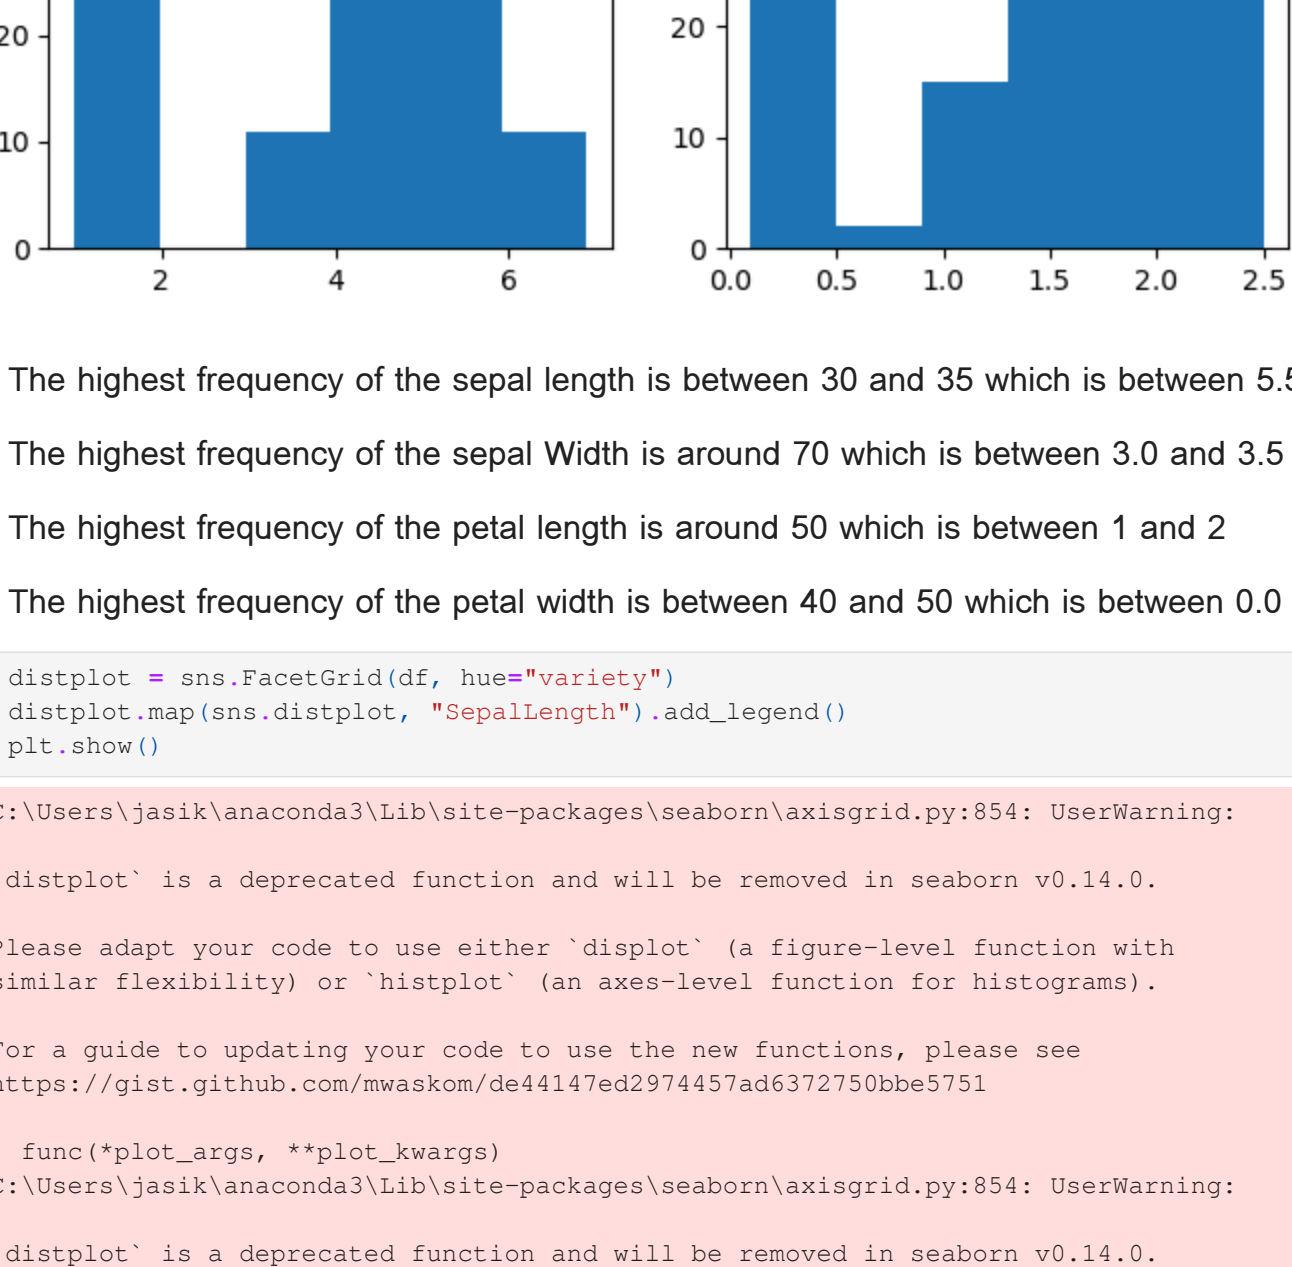 20
20
10
10
0
0
2 4 6
0.0 0.5 1.0 1.5 2.0 2.5
The highest frequency of the sepal length is between 30 and 35 which is between 5.5
The highest frequency of the sepal Width is around 70 which is between 3.0 and 3.5
The highest frequency of the petal length is around 50 which is between 1 and 2
The highest frequency of the petal width is between 40 and 50 which is between 0.0
distplot = sns.FacetGrid(df, hue="variety")
distplot.map(sns.distplot, "SepalLength").add_legend()
plt.show()
C:\Users\jasik\anaconda3\Lib\site-packages\seaborn\axisgrid.py:854: UserWarning:
distplot` is a deprecated function and will be removed in seaborn v0.14.0.
Please adapt your code to use either `displot` (a figure-level function with
similar flexibility) or `histplot` (an axes-level function for histograms).
For a guide to updating your code to use the new functions, please see
https://gist.github.com/mwaskom/de44147ed2974457ad6372750bbe5751
func(*plot_args, **plot_kwargs)
C:\Users\jasik\anaconda3\Lib\site-packages\seaborn\axisgrid.py:854: UserWarning:
distplot` is a deprecated function and will be removed in seaborn v0.14.0.